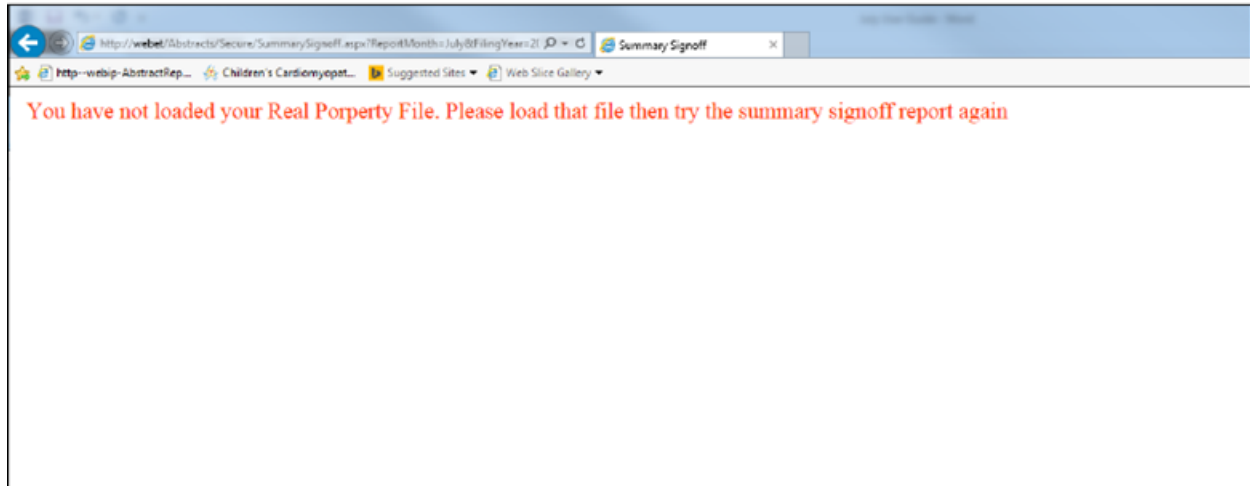 http://webet/Abstracts/Secure/SummarySignoff.aspx?ReportMonth=July&FilingYear=2(
Summary Signoff
http--webip-AbstractRep...
Children's Cardiomyopat...
Suggested Sites
Web Slice Gallery
You have not loaded your Real Porperty File. Please load that file then try the summary signoff report again